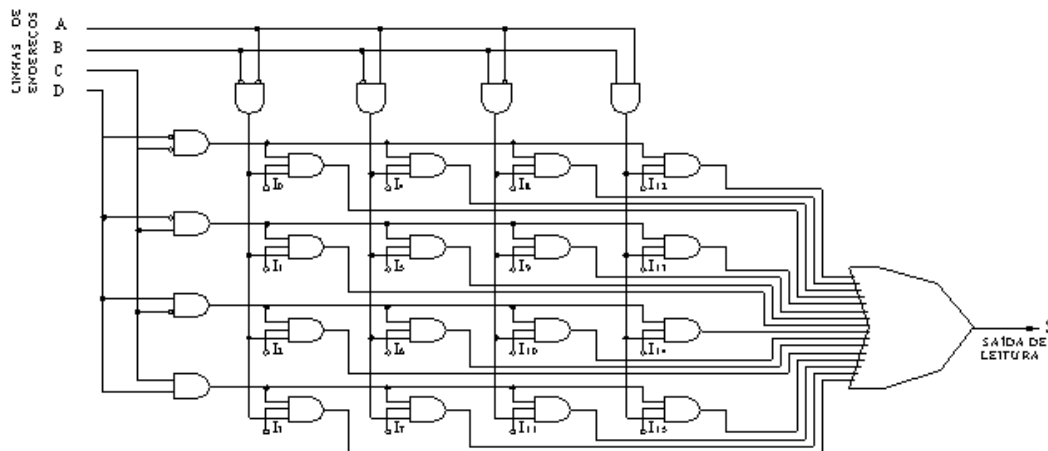 LINHAS DE
ENDEREÇOS
A
B
C
D
I0
I4
I8
I12
I1
I5
I9
I13
I2
I6
I10
I14
I3
I7
I11
I15
S
SAÍDA DE
LEITURA